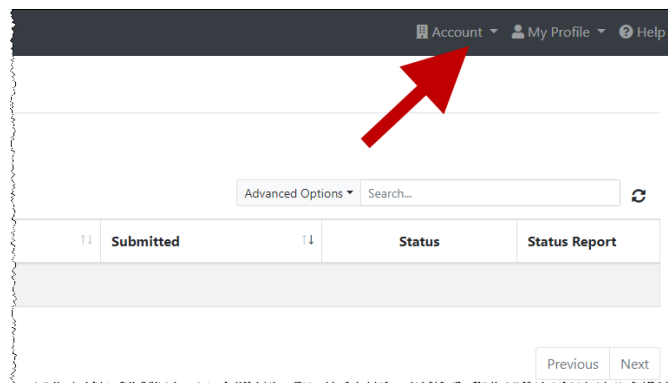 Account My Profile Help
Advanced Options Search...
Submitted Status Status Report
Previous Next